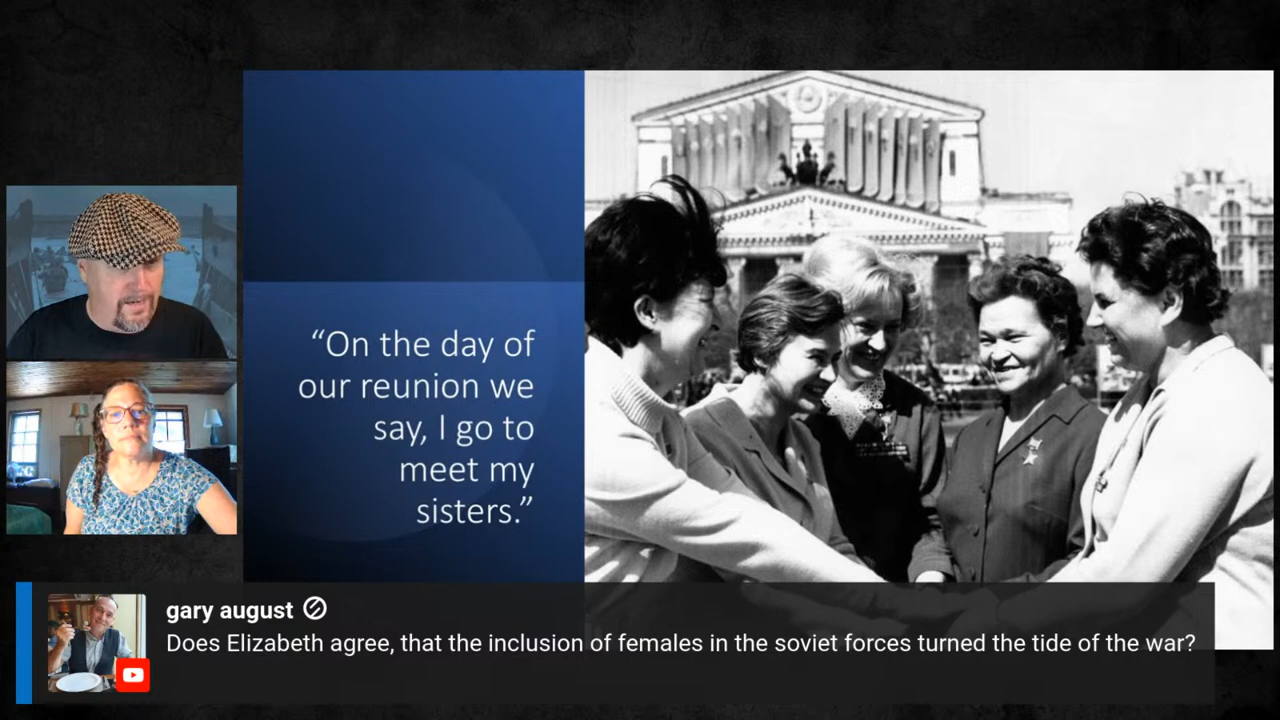 “On the day of
our reunion we
say, I go to
meet my
sisters.”
gary august
Does Elizabeth agree, that the inclusion of females in the soviet forces turned the tide of the war?